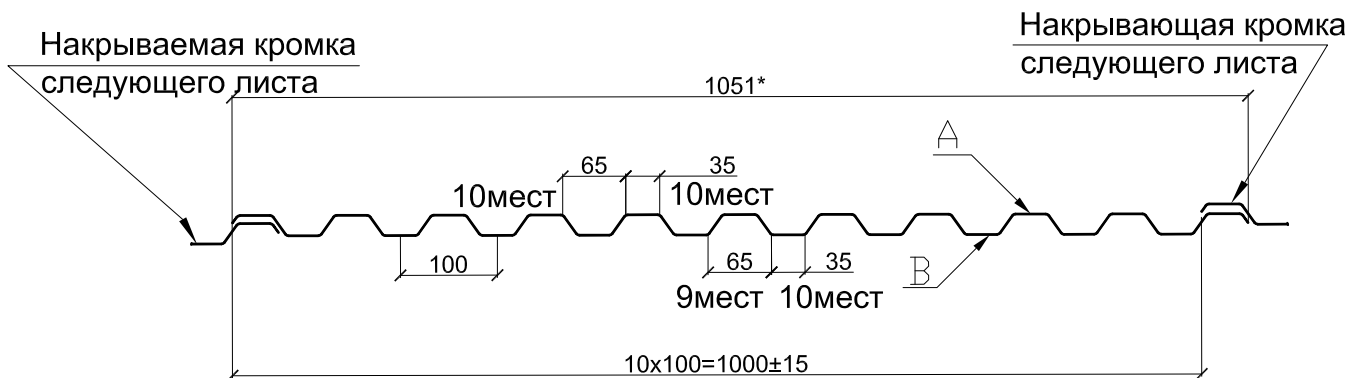 Накрываемая кромка
следующего листа
Накрывающая кромка
следующего листа
1051*
A
65
35
10мест
10мест
100
65
35
B
9мест
10мест
10x100=1000±15